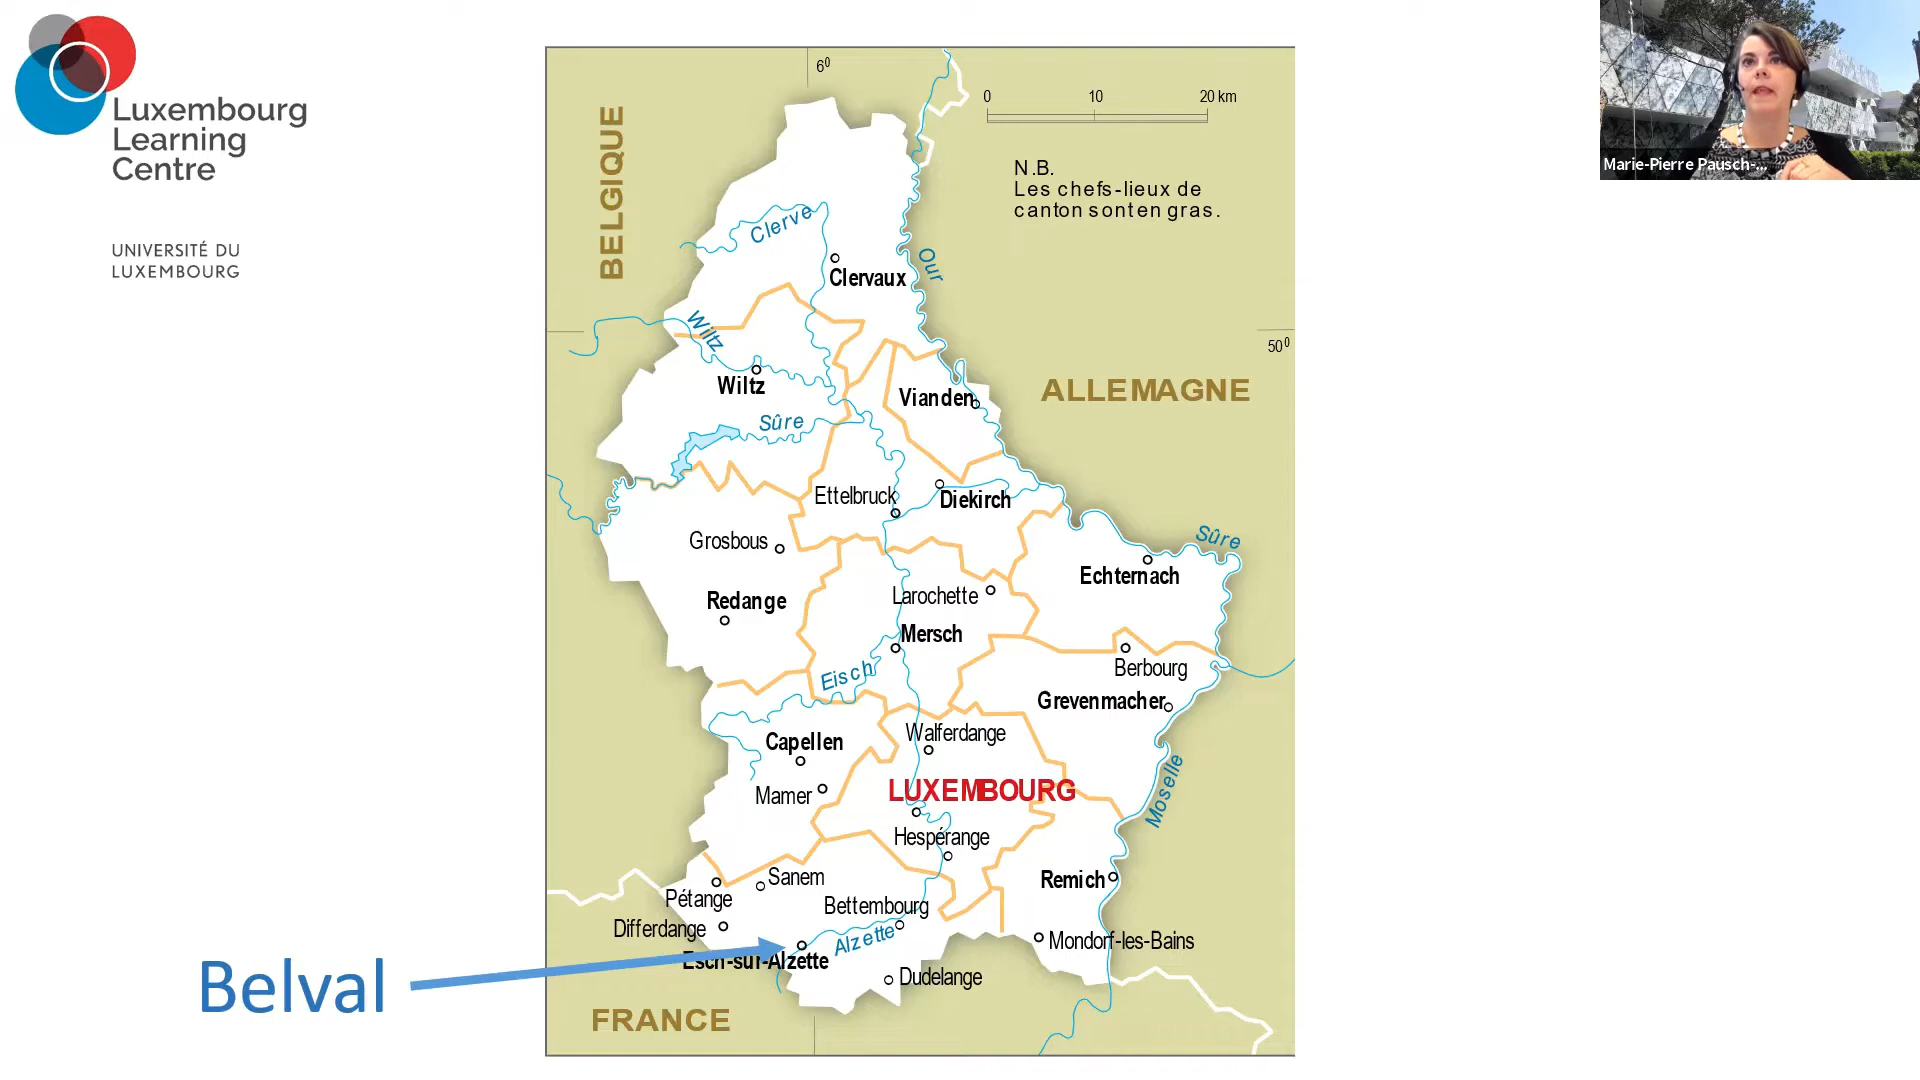 Luxembourg
Learning
Centre
UNIVERSITÉ DU
LUXEMBOURG
6⁰
0 10 20 km
N.B.
Les chefs-lieux de
canton sont en gras.
BELGIQUE
Clerve
Clervaux
Our
Wiltz
50⁰
Wiltz
Vianden
ALLEMAGNE
Sûre
Ettelbruck
Diekirch
Grosbous
Sûre
Echternach
Larochette
Redange
Mersch
Berbourg
Eisch
Grevenmacher
Walferdange
Capellen
Moselle
LUXEMBOURG
Mamer
Hespérange
Sanem
Remich
Pétange
Bettembourg
Differdange
Alzette
Mondorf-les-Bains
Esch-sur-Alzette
Dudelange
Belval
FRANCE
Marie-Pierre Pausch-...